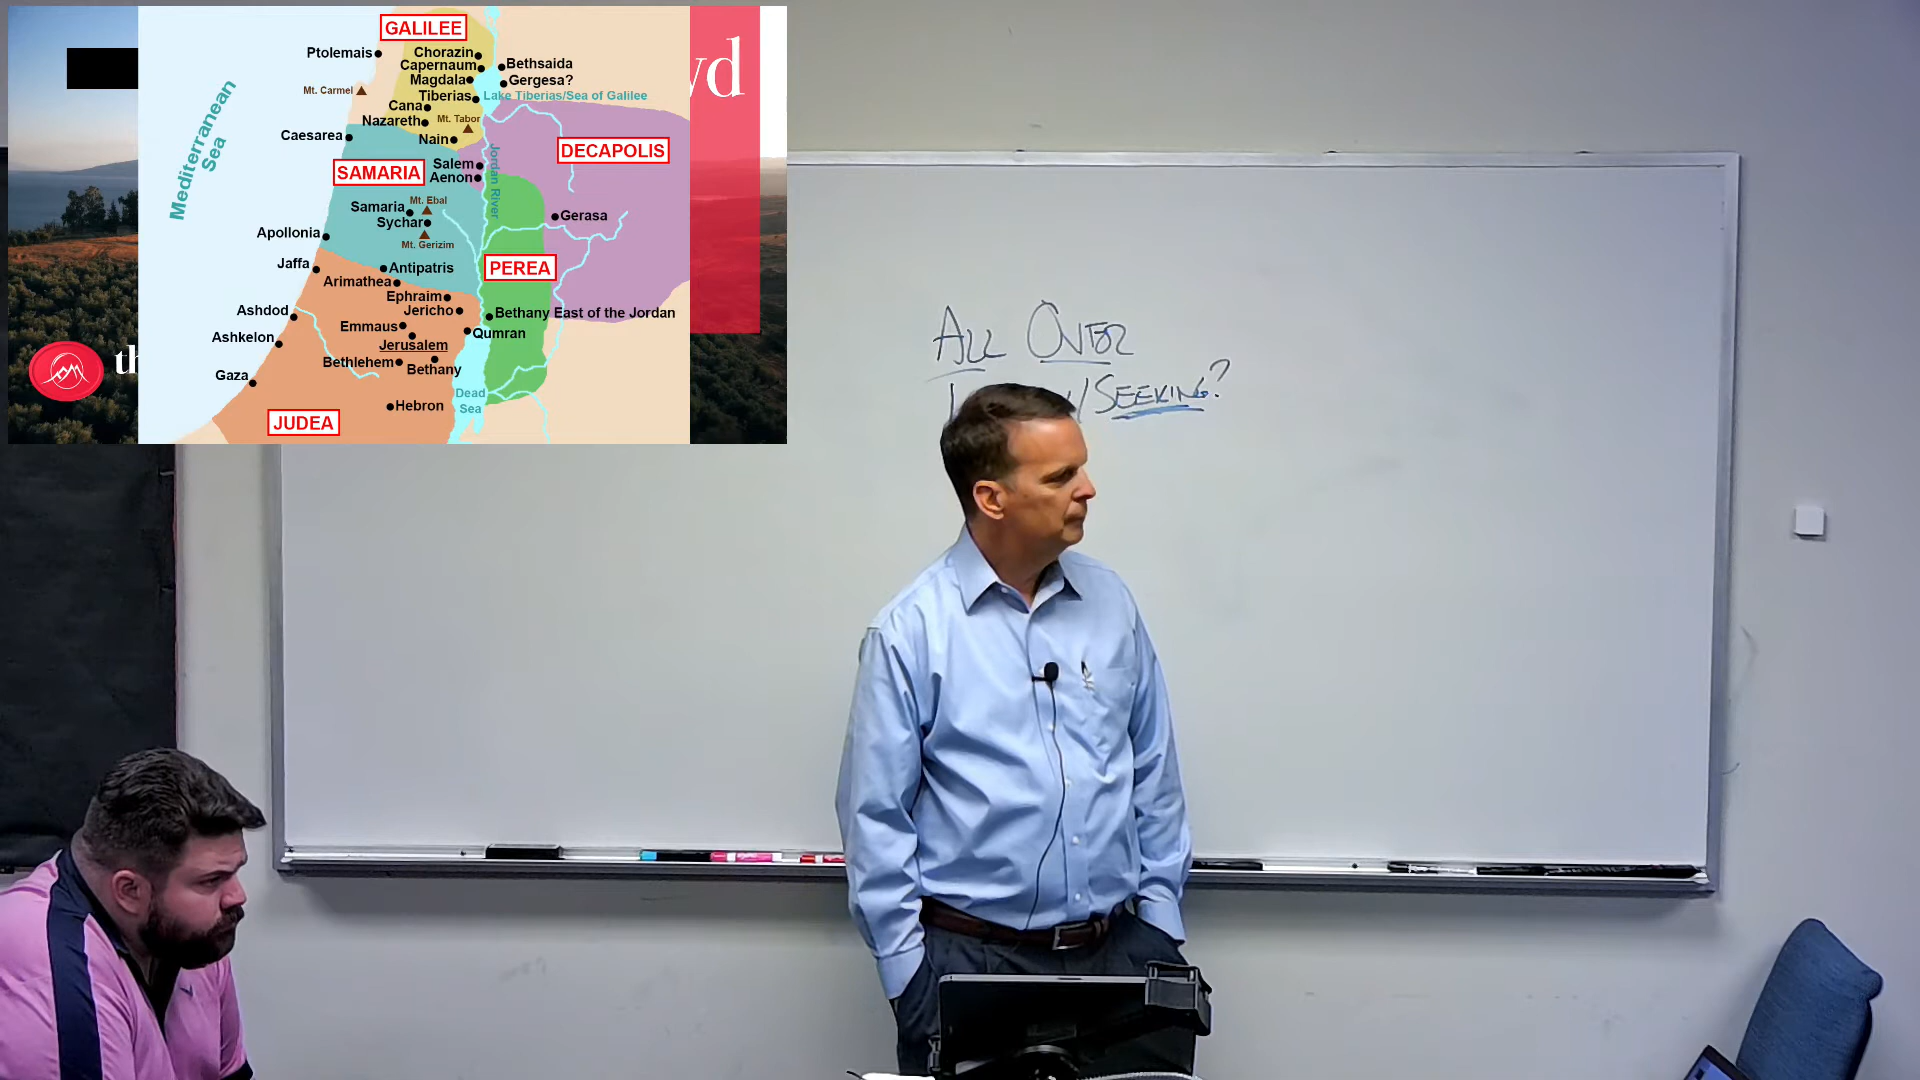 GALILEE
Ptolemais
Chorazin
Capernaum
Bethsaida
Magdala
Gergesa?
Mt. Carmel
Tiberias
Lake Tiberias/Sea of Galilee
Cana
Nazareth
Mt. Tabor
Mediterranean
Sea
Caesarea
Nain
DECAPOLIS
Salem
SAMARIA
Aenon
Jordan River
Samaria
Mt. Ebal
Sychar
Gerasa
Apollonia
Mt. Gerizim
Jaffa
Antipatris
PEREA
Arimathea
Ephraim
Ashdod
Jericho
Bethany East of the Jordan
Emmaus
Qumran
Ashkelon
Jerusalem
Bethlehem
Bethany
Gaza
Dead
Sea
Hebron
JUDEA
wd
th
ALL OVER
/SEEKING?